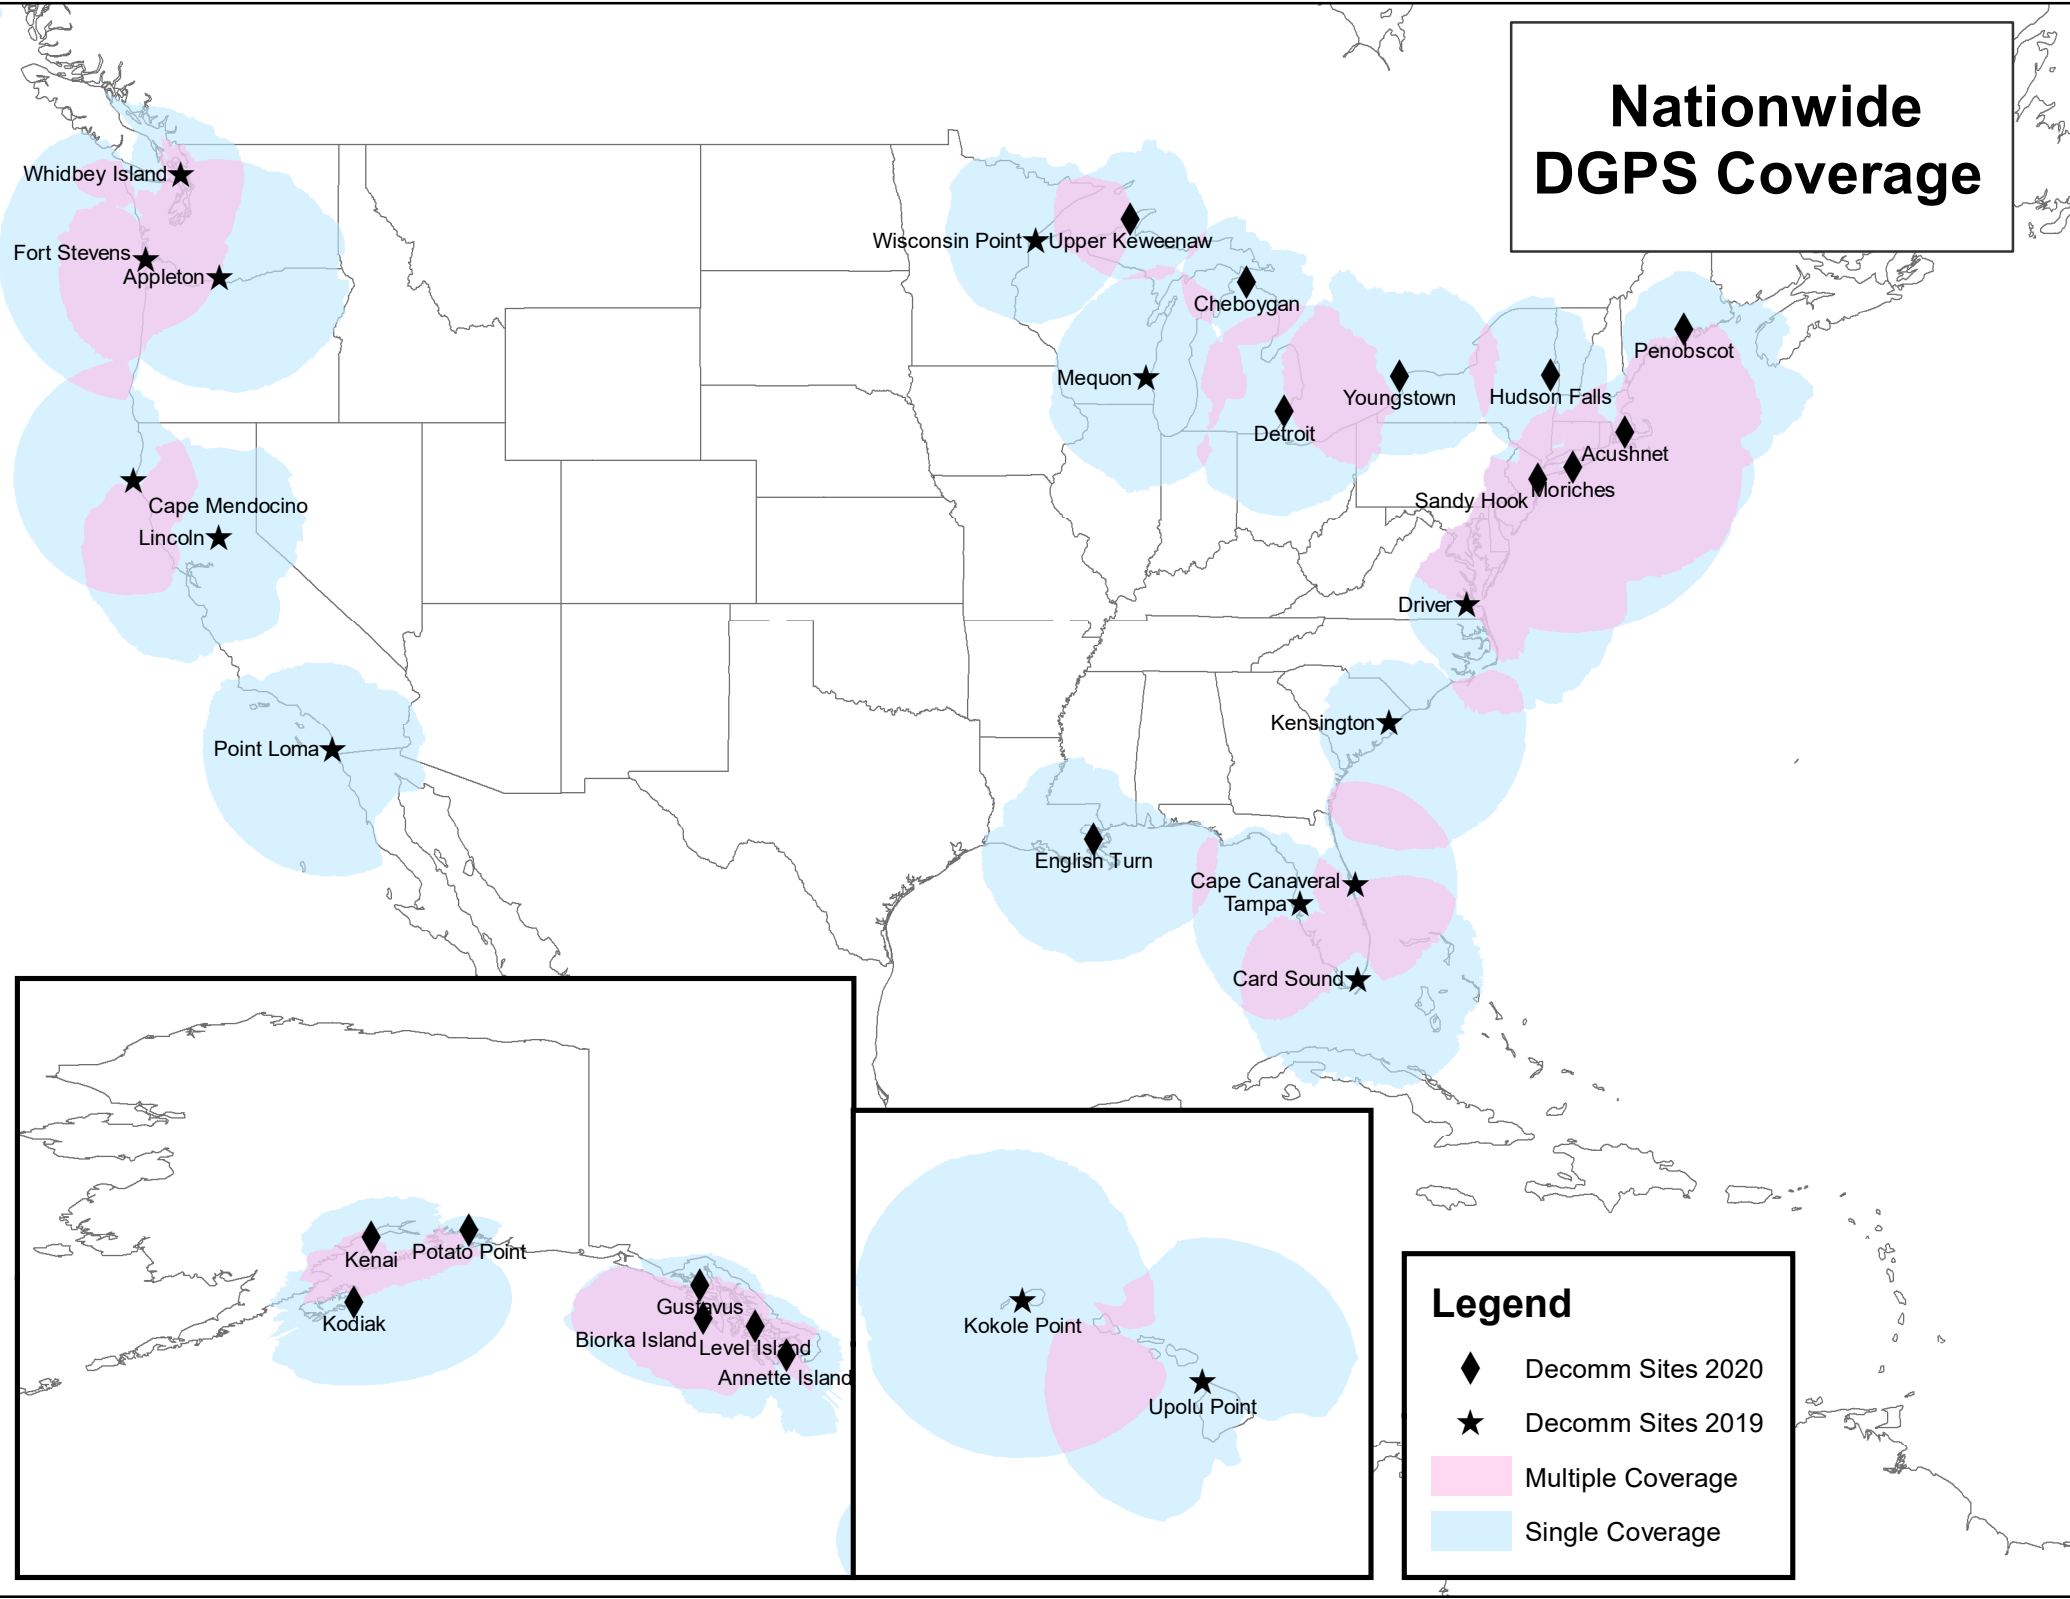 Nationwide
DGPS Coverage
Whidbey Island
Fort Stevens
Appleton
Wisconsin Point
Upper Keweenaw
Cheboygan
Penobscot
Mequon
Youngstown
Hudson Falls
Detroit
Acushnet
Moriches
Sandy Hook
Cape Mendocino
Lincoln
Driver
Kensington
Point Loma
English Turn
Cape Canaveral
Tampa
Card Sound
Kenai
Potato Point
Kodiak
Gustavus
Biorka Island
Level Island
Annette Island
Kokole Point
Upolu Point
Legend
Decomm Sites 2020
Decomm Sites 2019
Multiple Coverage
Single Coverage